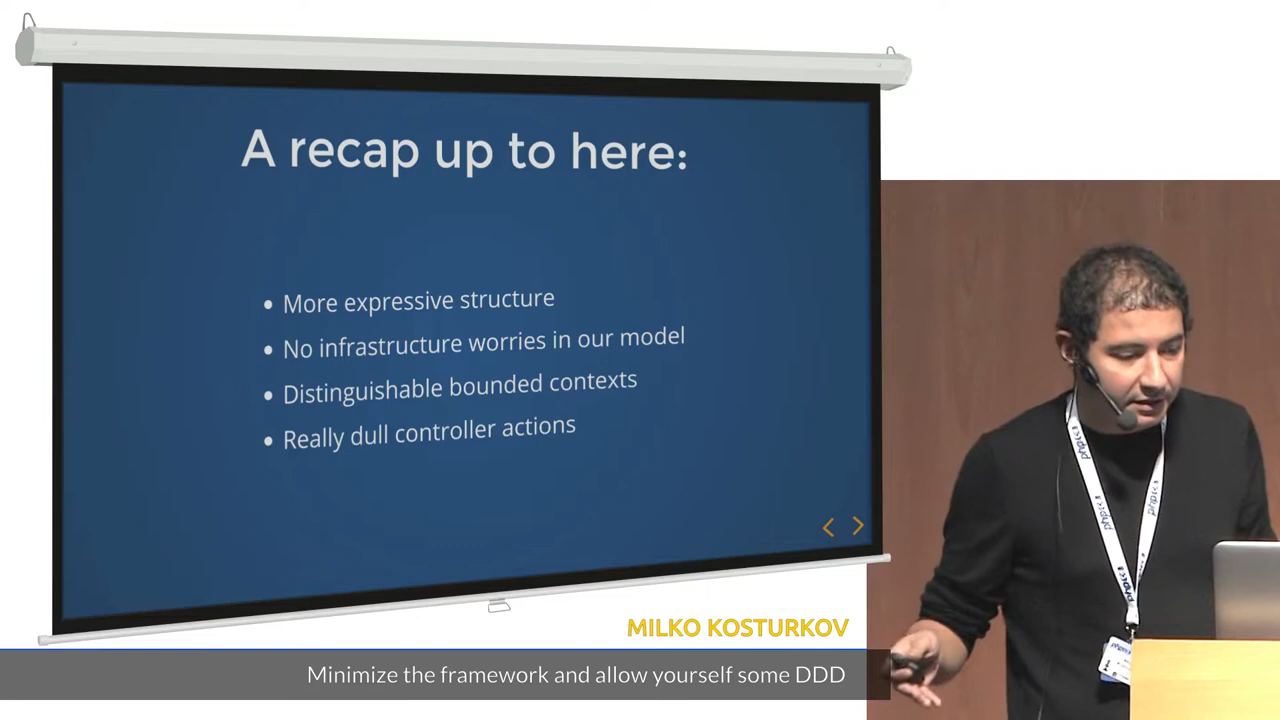 A recap up to here:
• More expressive structure
• No infrastructure worries in our model
• Distinguishable bounded contexts
• Really dull controller actions
MILKO KOSTURKOV
Minimize the framework and allow yourself some DDD